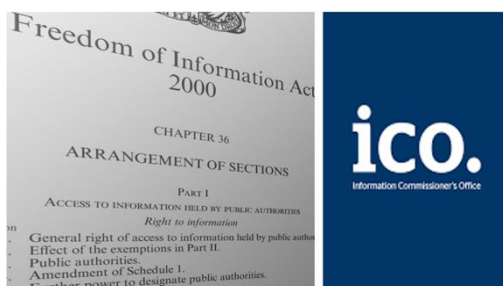 Freedom of Information Act
2000
CHAPTER 36
ARRANGEMENT OF SECTIONS
PART I
ACCESS TO INFORMATION HELD BY PUBLIC AUTHORITIES
Right to information
General right of access to information held by public
Effect of the exemptions in Part II.
Public authorities.
Amendment of Schedule 1.
power to designate public authorities.
ico.
Information Commissioner's Office